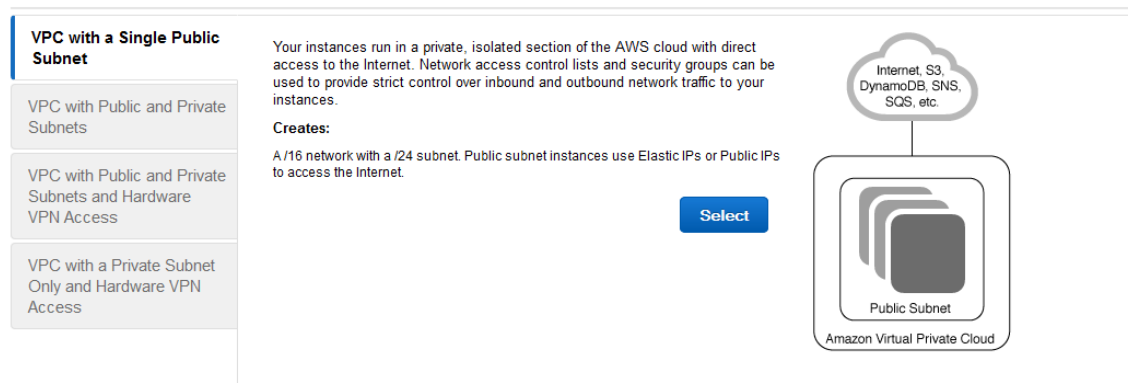 VPC with a Single Public
Subnet
VPC with Public and Private
Subnets
VPC with Public and Private
Subnets and Hardware
VPN Access
VPC with a Private Subnet
Only and Hardware VPN
Access
Your instances run in a private, isolated section of the AWS cloud with direct
access to the Internet. Network access control lists and security groups can be
used to provide strict control over inbound and outbound network traffic to your
instances.
Creates:
A /16 network with a /24 subnet. Public subnet instances use Elastic IPs or Public IPs
to access the Internet.
Select
Internet, S3,
DynamoDB, SNS,
SQS, etc.
Public Subnet
Amazon Virtual Private Cloud